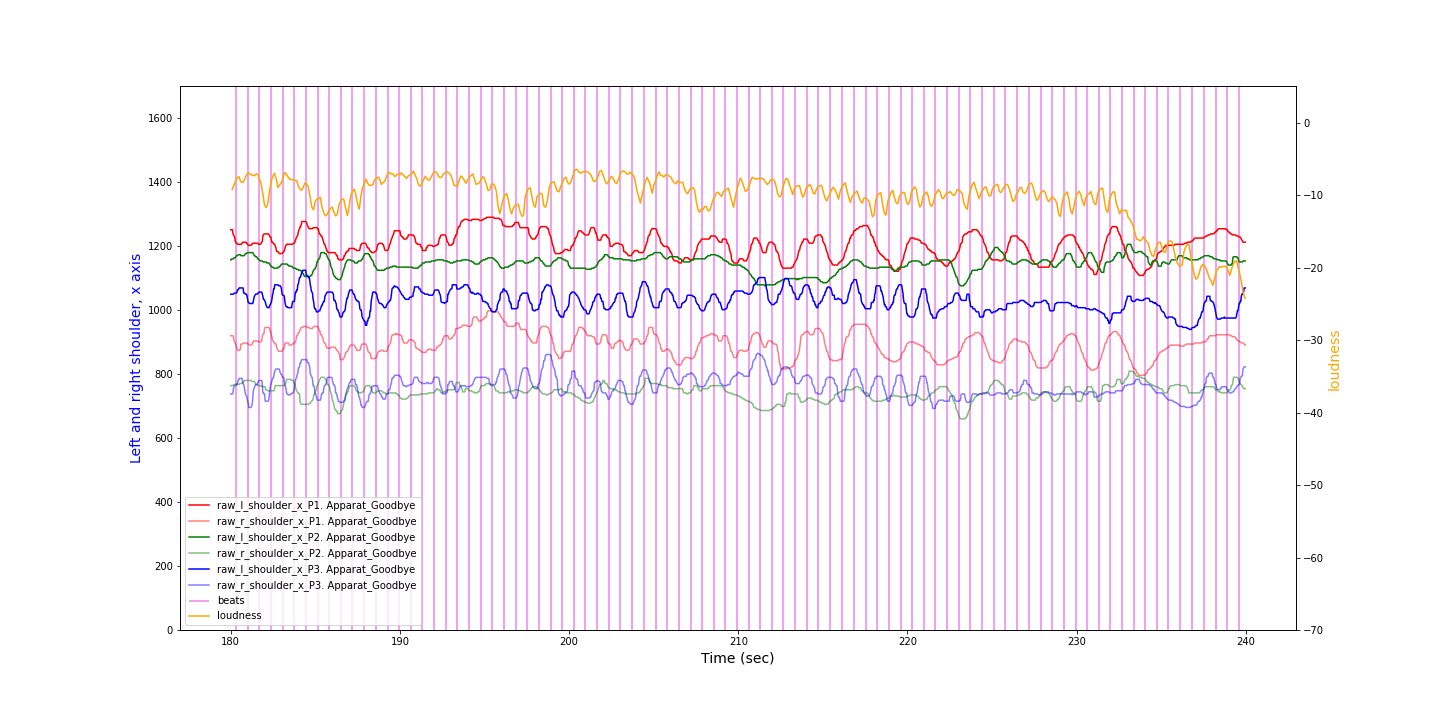 1600
1400
1200
1000
800
600
400
200
0
Left and right shoulder, x axis
0
−10
−20
−30
−40
−50
−60
−70
loudness
raw_l_shoulder_x_P1. Apparat_Goodbye
raw_r_shoulder_x_P1. Apparat_Goodbye
raw_l_shoulder_x_P2. Apparat_Goodbye
raw_r_shoulder_x_P2. Apparat_Goodbye
raw_l_shoulder_x_P3. Apparat_Goodbye
raw_r_shoulder_x_P3. Apparat_Goodbye
beats
loudness
180 190 200 210 220 230 240
Time (sec)